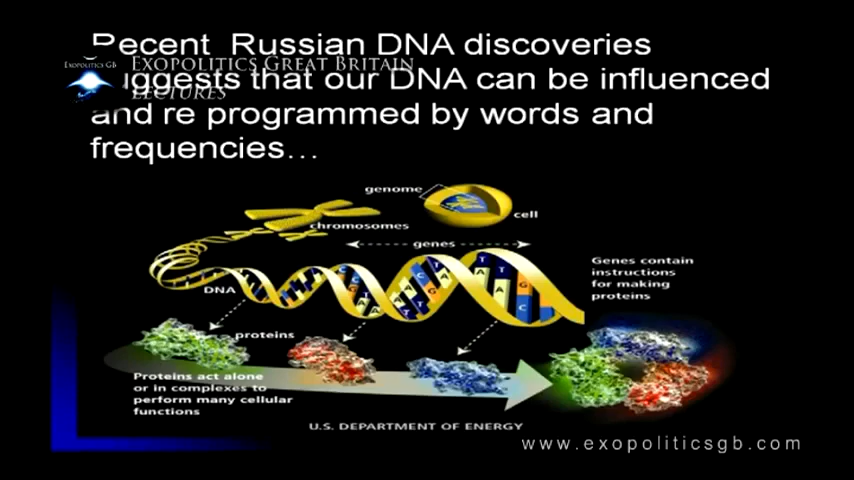 Recent Russian DNA discoveries
EXOPOLITICS GB
EXOPOLITICS GREAT BRITAIN
LECTURES
suggests that our DNA can be influenced
and re programmed by words and
frequencies...
genome
cell
chromosomes
genes
Genes contain
instructions
for making
proteins
DNA
C
C
G
T
A
A
A
T
A
T
C
G
T
A
T
T
A
A
G
C
proteins
Proteins act alone
or in complexes to
perform many cellular
functions
U.S. DEPARTMENT OF ENERGY
www.exopoliticsgb.com